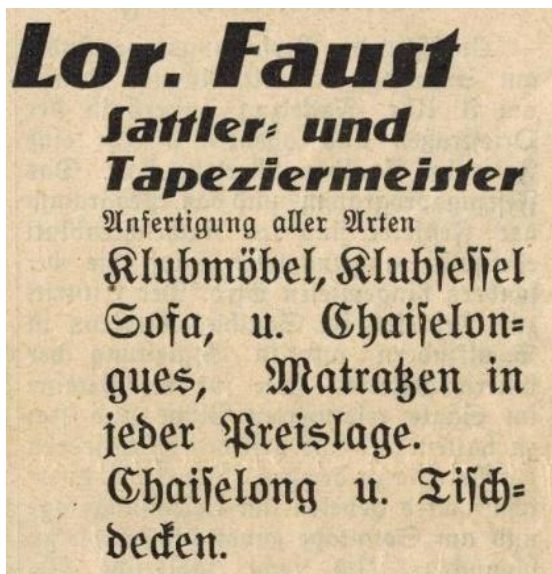 Lor. Faust
Sattler= und
Tapeziermeister
Anfertigung aller Arten
Klubmöbel, Klubsessel
Sofa, u. Chaiselon=
gues, Matratzen in
jeder Preislage.
Chaiselong u. Tisch=
decken.